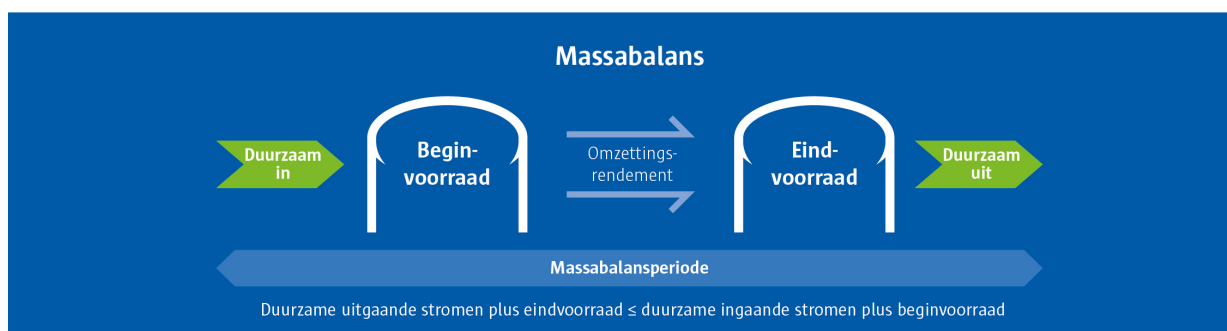 Massabalans
Duurzaam
in
Begin-
voorraad
Omzettings-
rendement
Eind-
voorraad
Duurzaam
uit
Massabalansperiode
Duurzame uitgaande stromen plus eindvoorraad ≤ duurzame ingaande stromen plus beginvoorraad